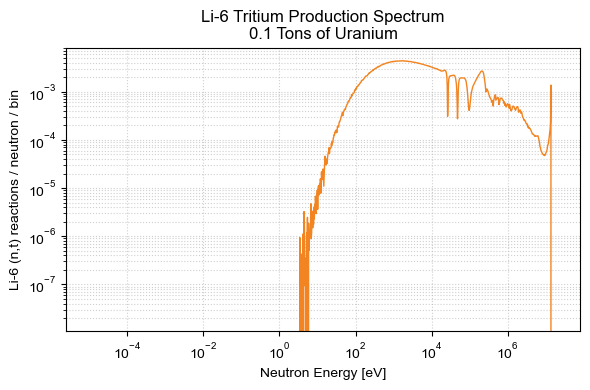 Li-6 Tritium Production Spectrum
0.1 Tons of Uranium
Li-6 (n,t) reactions / neutron / bin
10⁻³
10⁻⁴
10⁻⁵
10⁻⁶
10⁻⁷
10⁻⁴
10⁻²
10⁰
10²
10⁴
10⁶
Neutron Energy [eV]